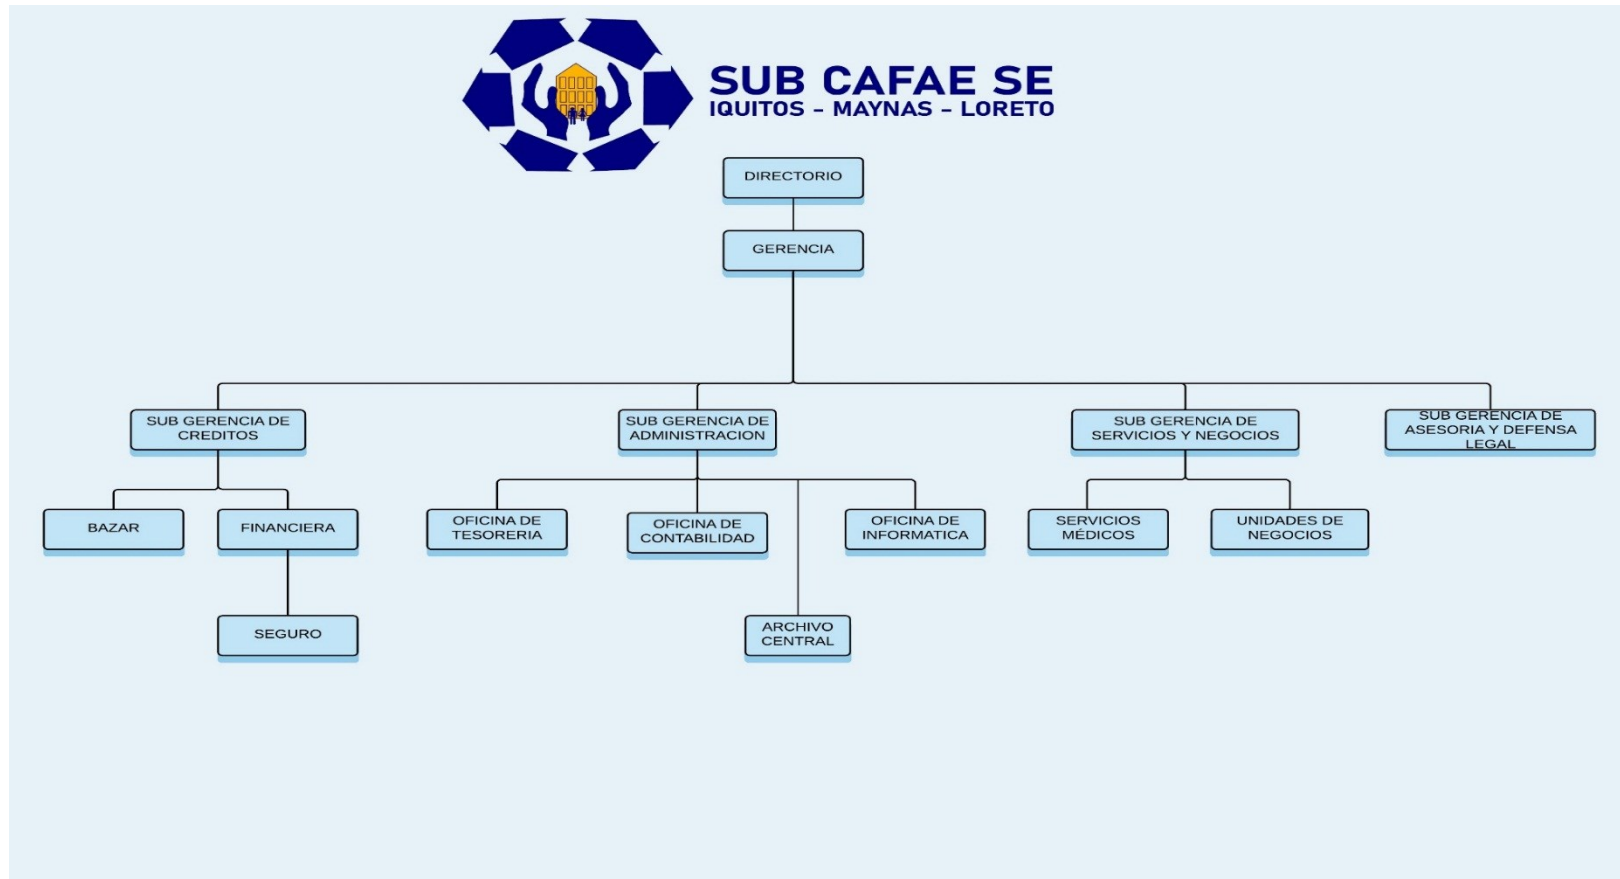 SUB CAFAE SE
IQUITOS - MAYNAS - LORETO
DIRECTORIO
GERENCIA
SUB GERENCIA DE
CREDITOS
SUB GERENCIA DE
ADMINISTRACION
SUB GERENCIA DE
SERVICIOS Y NEGOCIOS
SUB GERENCIA DE
ASESORIA Y DEFENSA
LEGAL
BAZAR
FINANCIERA
OFICINA DE
TESORERIA
OFICINA DE
CONTABILIDAD
OFICINA DE
INFORMATICA
SERVICIOS
MÉDICOS
UNIDADES DE
NEGOCIOS
SEGURO
ARCHIVO
CENTRAL